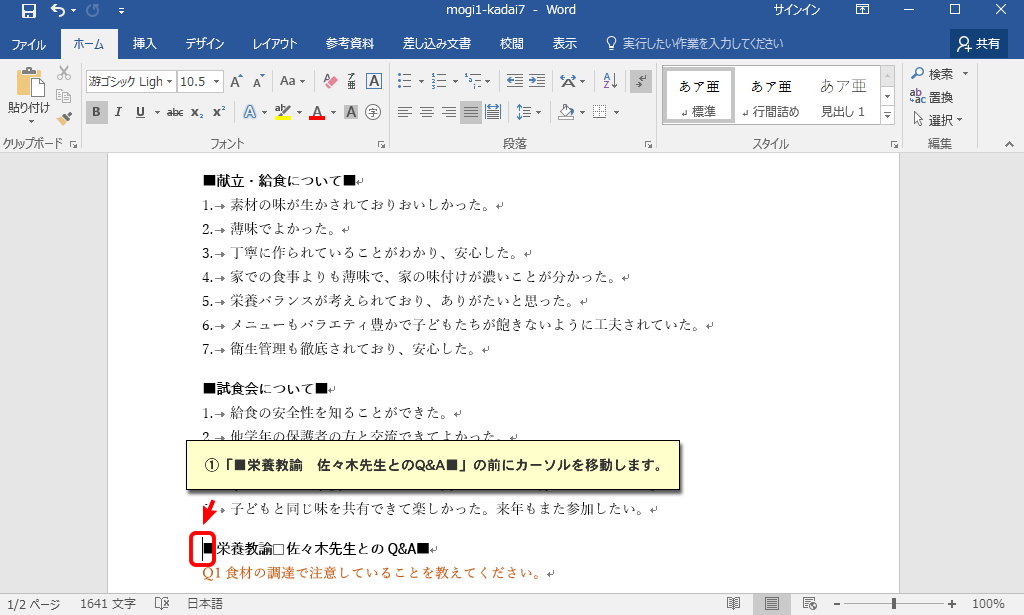 mogi1-kadai7 - Word
サインイン
ファイル ホーム 挿入 デザイン レイアウト 参考資料 差し込み文書 校閲 表示 実行したい作業を入力してください 共有
貼り付け
游ゴシック Ligh 10.5
B I U abc x₂ x²
あア亜 あア亜 あア亜
標準 行間詰め 見出し 1
検索
置換
選択
クリップボード フォント 段落 スタイル 編集
■献立・給食について■
1. 素材の味が生かされておりおいしかった。
2. 薄味でよかった。
3. 丁寧に作られていることがわかり、安心した。
4. 家での食事よりも薄味で、家の味付けが濃いことが分かった。
5. 栄養バランスが考えられており、ありがたいと思った。
6. メニューもバラエティ豊かで子どもたちが飽きないように工夫されていた。
7. 衛生管理も徹底されており、安心した。
■試食会について■
1. 給食の安全性を知ることができた。
2. 他学年の保護者の方と交流できてよかった。
①「■栄養教諭　佐々木先生とのQ&A■」の前にカーソルを移動します。
子どもと同じ味を共有できて楽しかった。来年もまた参加したい。
■栄養教諭□佐々木先生との Q&A■
Q1 食材の調達で注意していることを教えてください。
1/2 ページ 1641 文字 日本語 100%